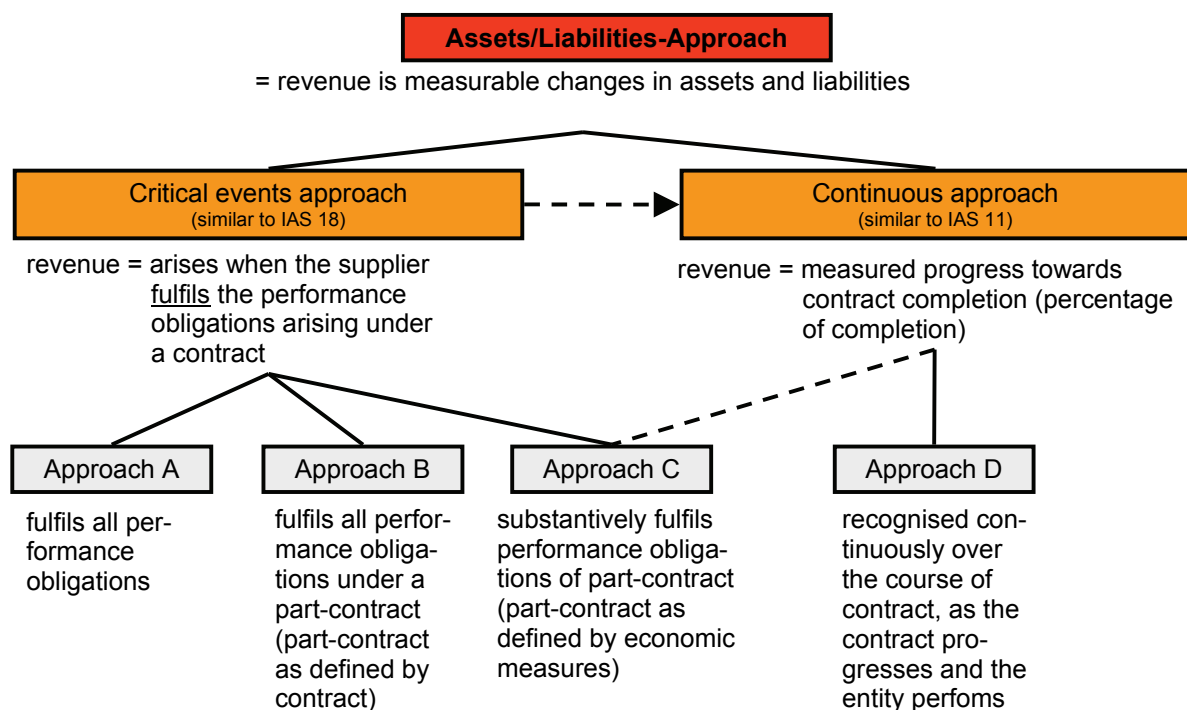 Assets/Liabilities-Approach
= revenue is measurable changes in assets and liabilities
Critical events approach
(similar to IAS 18)
Continuous approach
(similar to IAS 11)
revenue = arises when the supplier
fulfils the performance
obligations arising under
a contract
revenue = measured progress towards
contract completion (percentage
of completion)
Approach A
Approach B
Approach C
Approach D
fulfils all per-
formance
obligations
fulfils all perfor-
mance obliga-
tions under a
part-contract
(part-contract
as defined by
contract)
substantively fulfils
performance obliga-
tions of part-contract
(part-contract as
defined by economic
measures)
recognised con-
tinuously over
the course of
contract, as the
contract pro-
gresses and the
entity perfoms